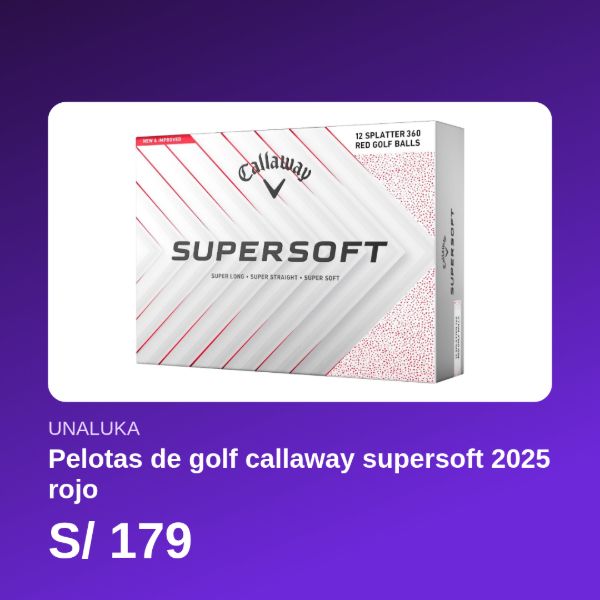 NEW & IMPROVED
12 SPLATTER 360
RED GOLF BALLS
Callaway
SUPERSOFT
SUPER LONG • SUPER STRAIGHT • SUPER SOFT
Callaway
SUPERSOFT
UNALUKA
Pelotas de golf callaway supersoft 2025
rojo
S/ 179